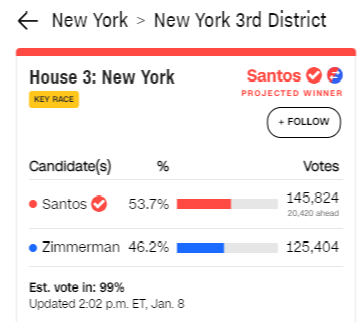 ← New York > New York 3rd District
House 3: New York
Santos
KEY RACE
PROJECTED WINNER
+ FOLLOW
Candidate(s) % Votes
Santos 53.7% 145,824
20,420 ahead
Zimmerman 46.2% 125,404
Est. vote in: 99%
Updated 2:02 p.m. ET, Jan. 8